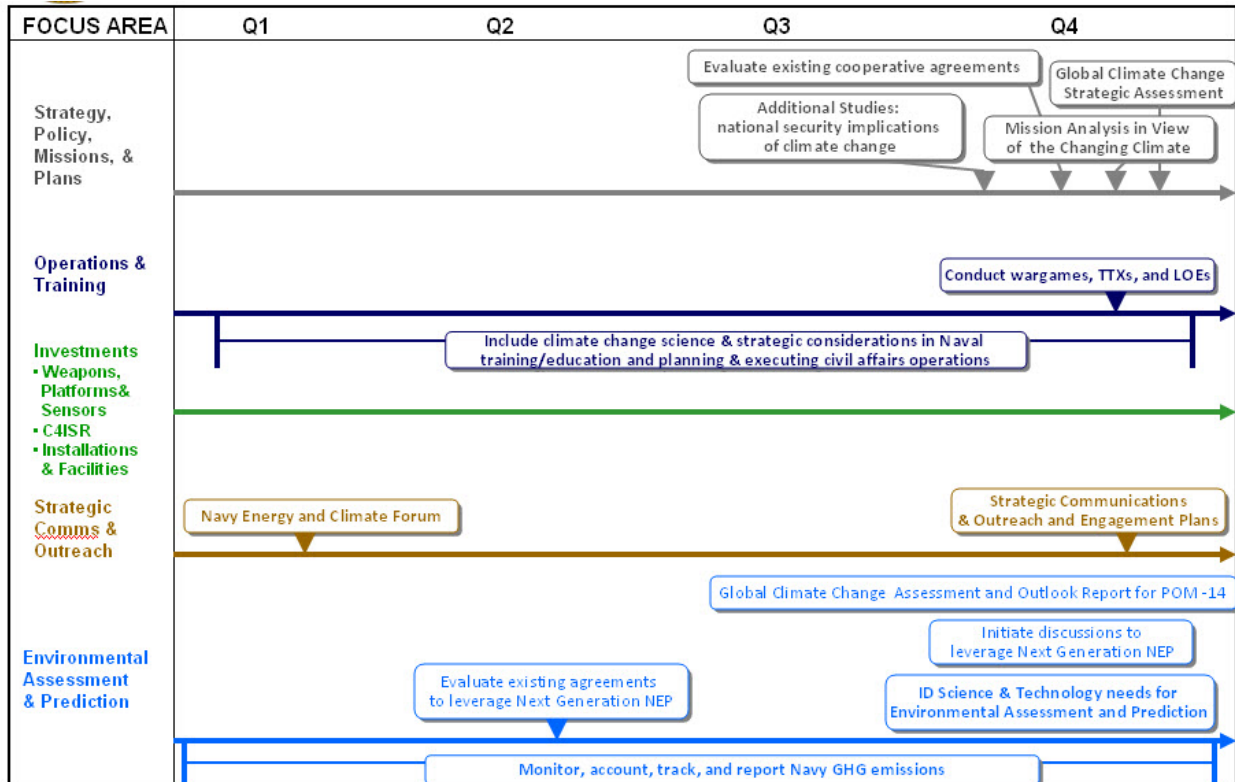 FOCUS AREA Q1 Q2 Q3 Q4
Strategy,
Policy,
Missions, &
Plans
Evaluate existing cooperative agreements
Global Climate Change
Strategic Assessment
Additional Studies:
national security implications
of climate change
Mission Analysis in View
of the Changing Climate
Operations &
Training
Conduct wargames, TTXs, and LOEs
Include climate change science & strategic considerations in Naval
training/education and planning & executing civil affairs operations
Investments
▪ Weapons,
Platforms&
Sensors
▪ C4ISR
▪ Installations
& Facilities
Strategic
Comms &
Outreach
Navy Energy and Climate Forum
Strategic Communications
& Outreach and Engagement Plans
Environmental
Assessment
& Prediction
Global Climate Change Assessment and Outlook Report for POM -14
Initiate discussions to
leverage Next Generation NEP
Evaluate existing agreements
to leverage Next Generation NEP
ID Science & Technology needs for
Environmental Assessment and Prediction
Monitor, account, track, and report Navy GHG emissions